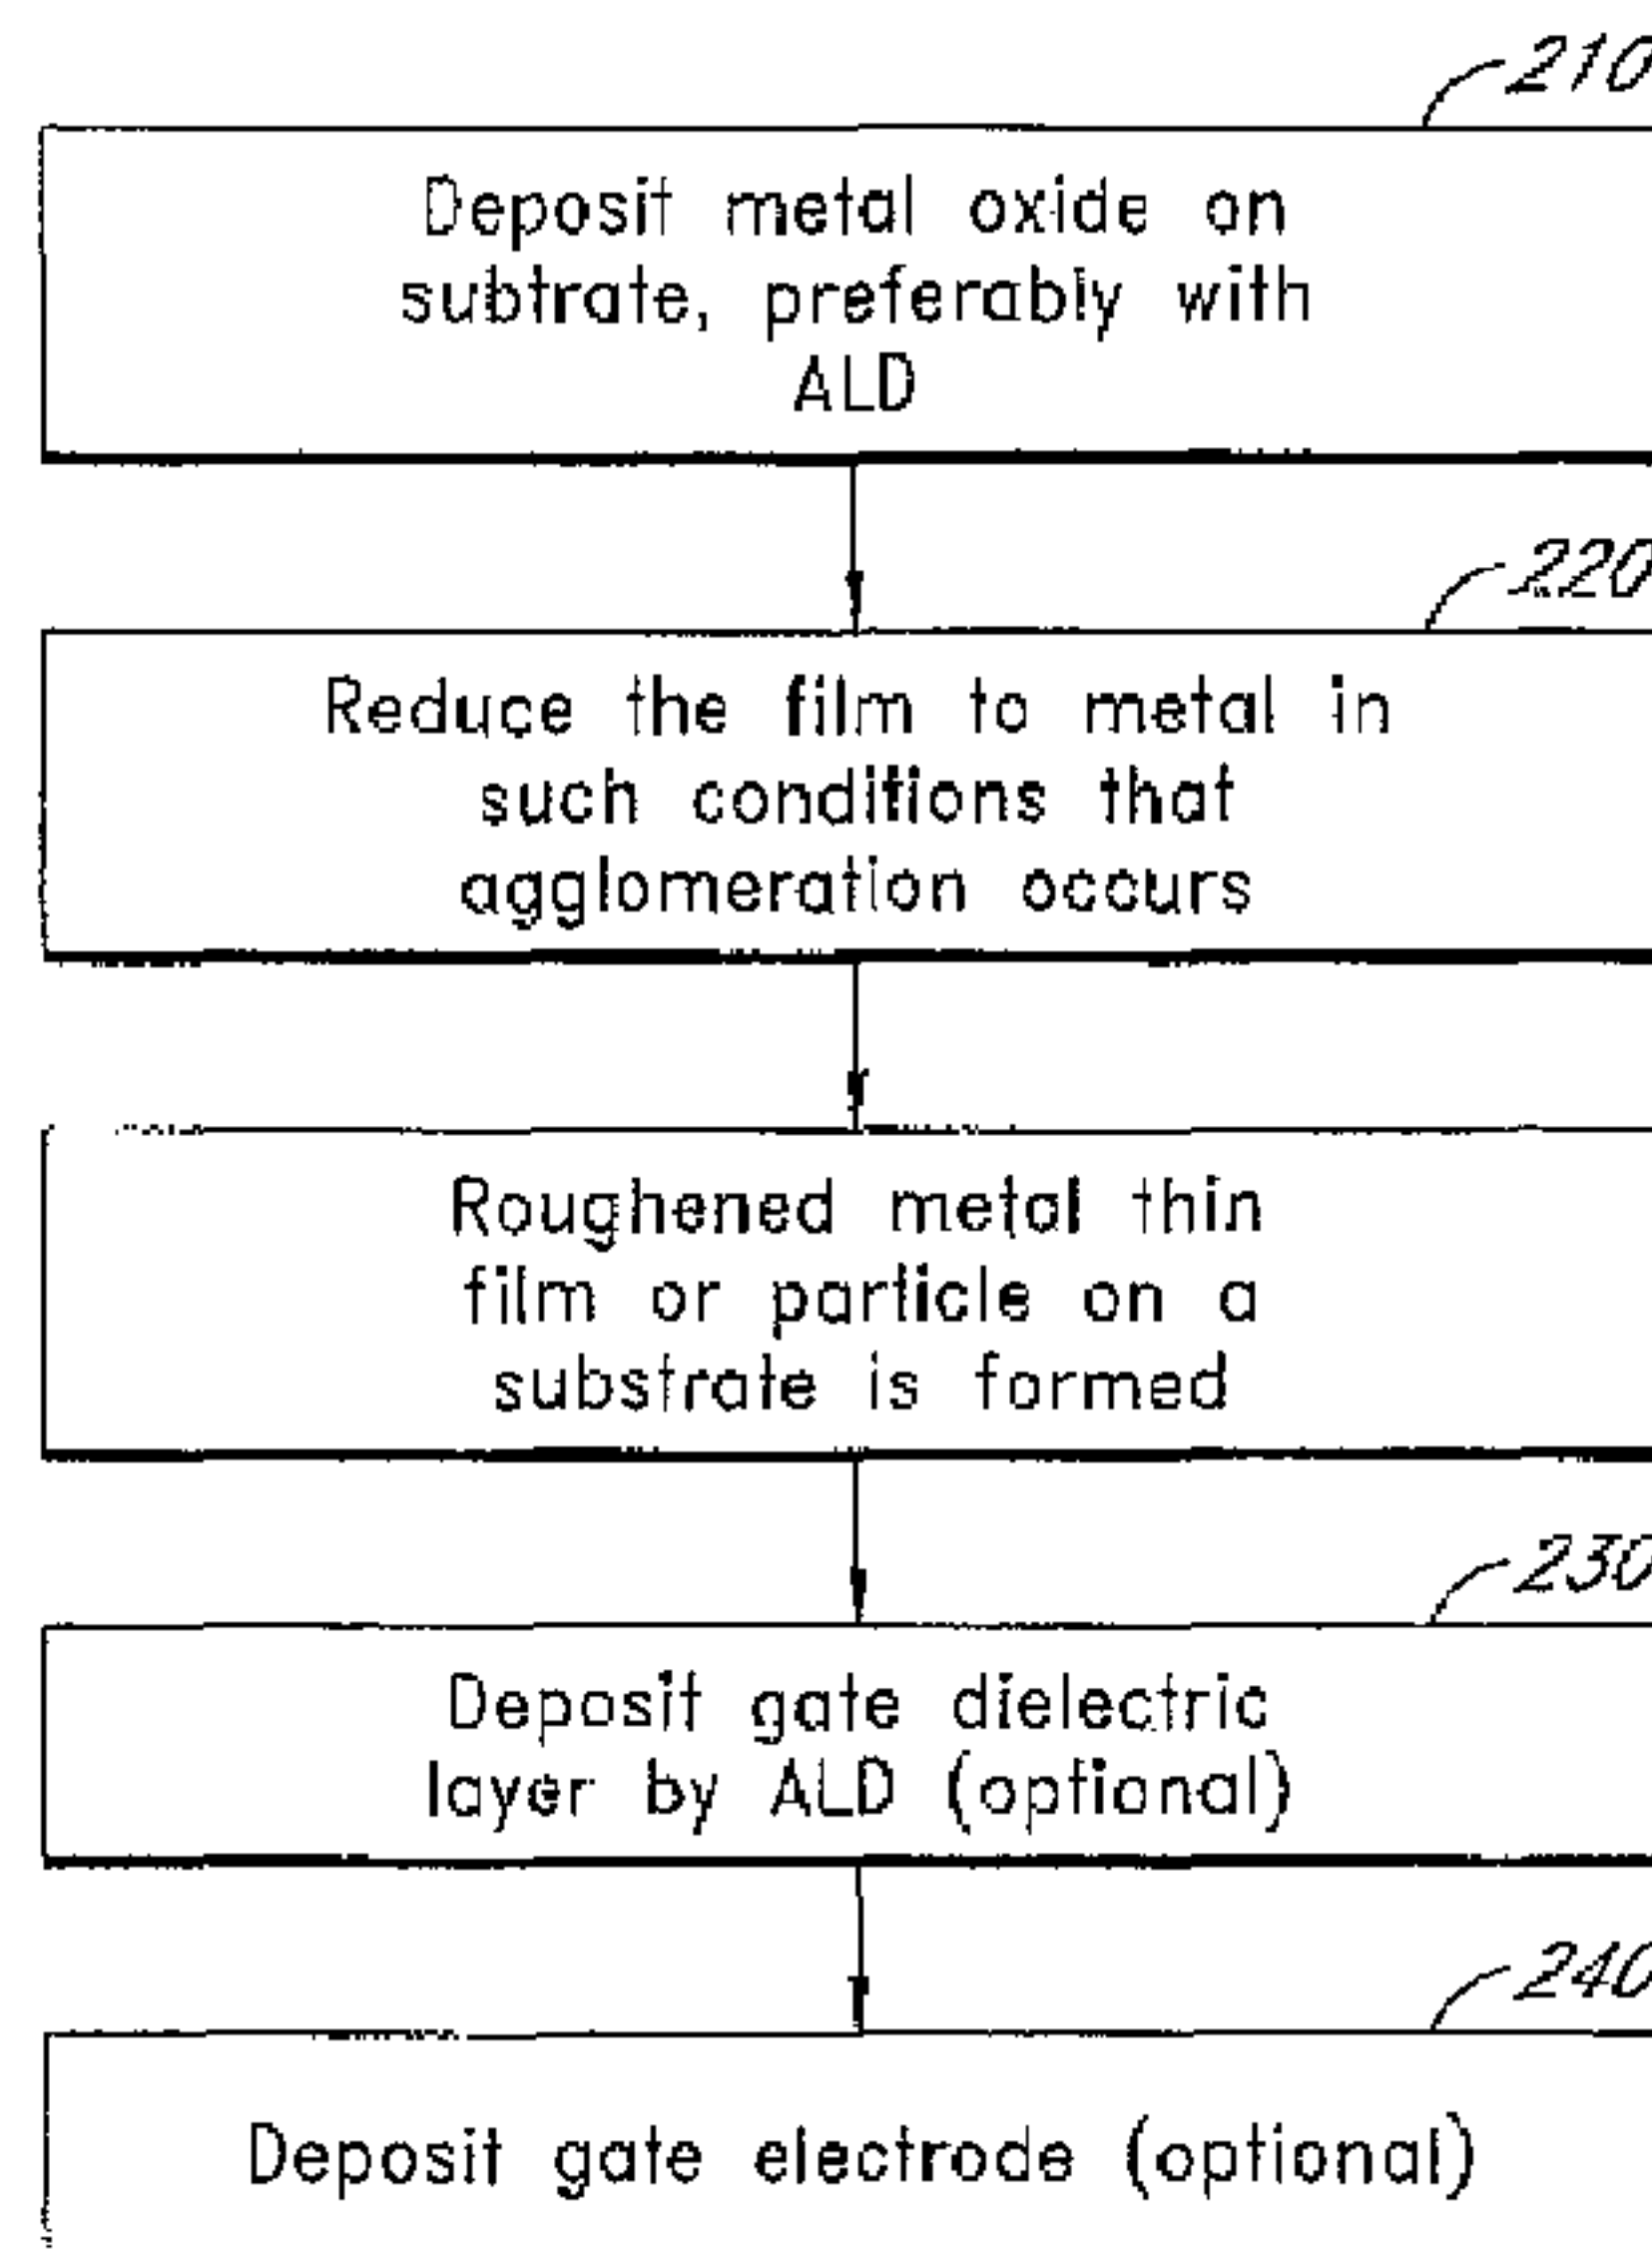 210
Deposit metal oxide on
subtrate, preferably with
ALD
220
Reduce the film to metal in
such conditions that
agglomeration occurs
Roughened metal thin
film or particle on a
substrate is formed
230
Deposit gate dielectric
layer by ALD (optional)
240
Deposit gate electrode (optional)